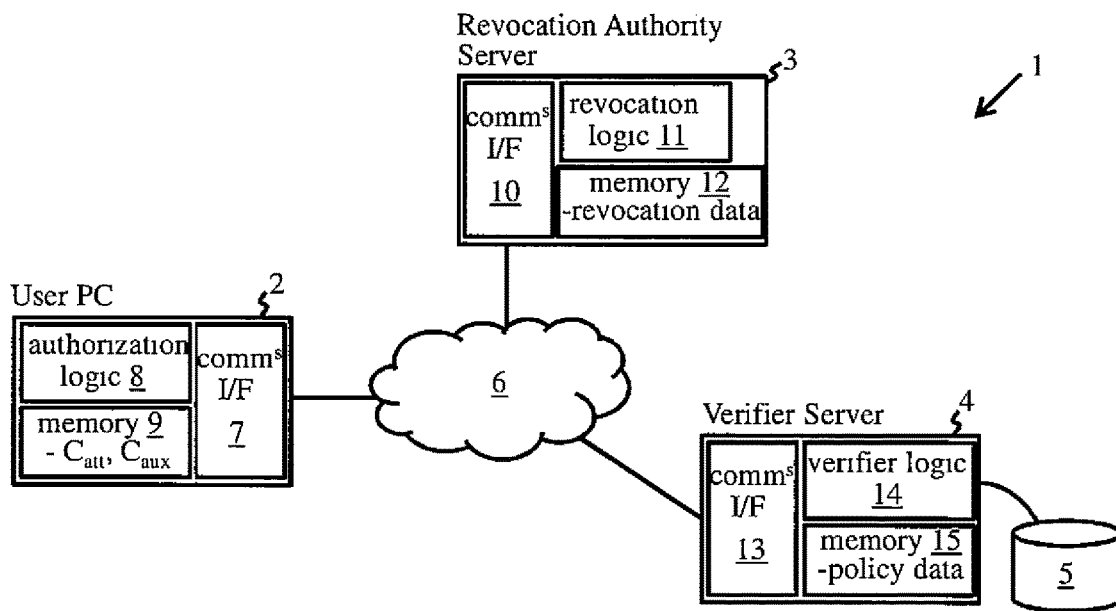 Revocation Authority
Server
3
1
comms
I/F
10
revocation
logic 11
memory 12
-revocation data
User PC
2
authorization
logic 8
memory 9
- Catt, Caux
comms
I/F
7
6
Verifier Server
4
comms
I/F
13
verifier logic
14
memory 15
-policy data
5